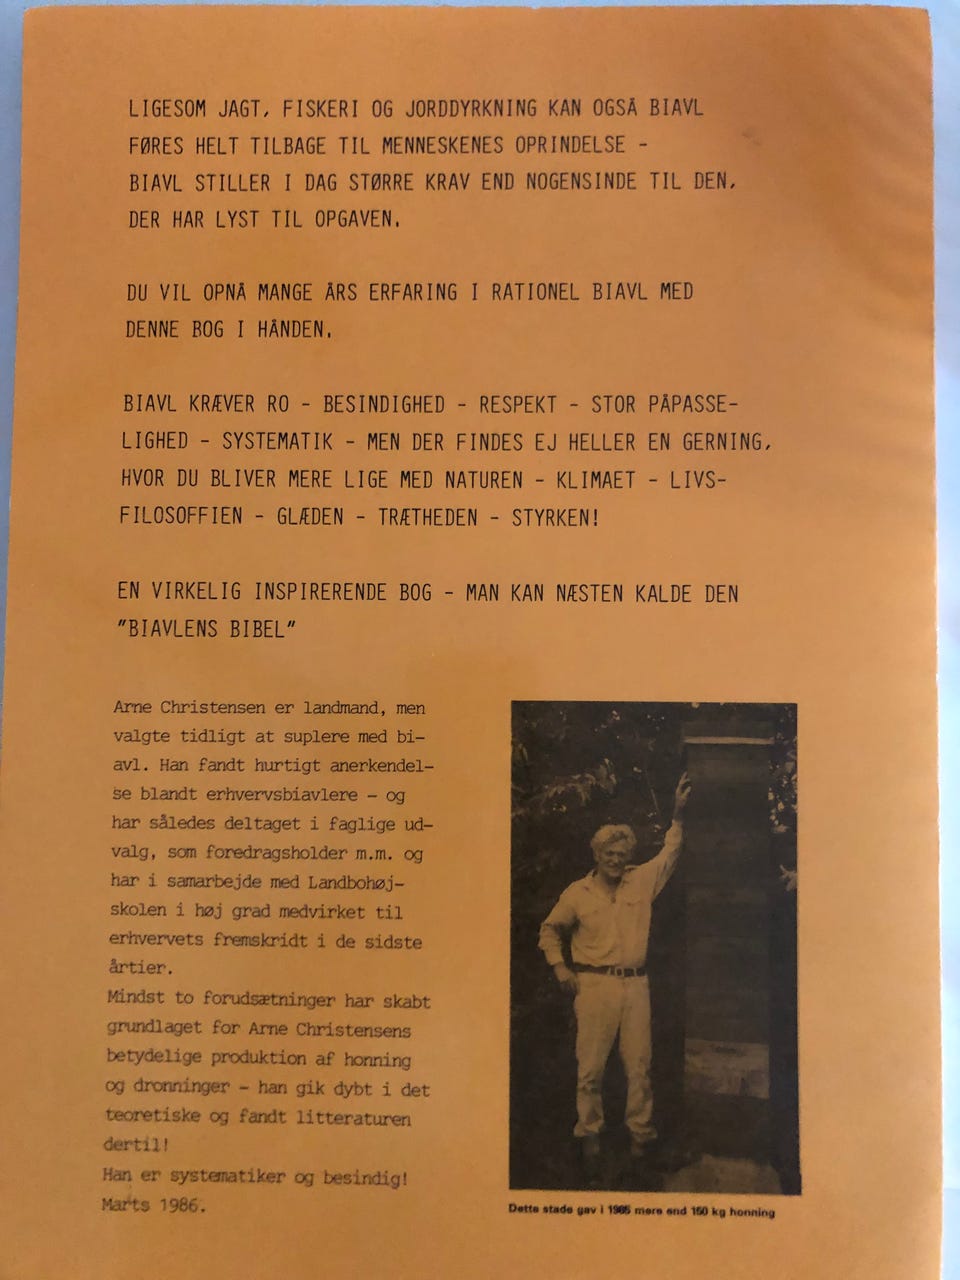 LIGESOM JAGT, FISKERI OG JORDDYRKNING KAN OGSÅ BIAVL
FØRES HELT TILBAGE TIL MENNESKENES OPRINDELSE -
BIAVL STILLER I DAG STØRRE KRAV END NOGENSINDE TIL DEN,
DER HAR LYST TIL OPGAVEN.
DU VIL OPNÅ MANGE ÅRS ERFARING I RATIONEL BIAVL MED
DENNE BOG I HÅNDEN.
BIAVL KRÆVER RO - BESINDIGHED - RESPEKT - STOR PÅPASSE-
LIGHED - SYSTEMATIK - MEN DER FINDES EJ HELLER EN GERNING,
HVOR DU BLIVER MERE LIGE MED NATUREN - KLIMAET - LIVS-
FILOSOFFIEN - GLÆDEN - TRÆTHEDEN - STYRKEN!
EN VIRKELIG INSPIRERENDE BOG - MAN KAN NÆSTEN KALDE DEN
"BIAVLENS BIBEL"
Arne Christensen er landmand, men
valgte tidligt at suplere med bi-
avl. Han fandt hurtigt anerkendel-
se blandt erhvervsbiavlere - og
har således deltaget i faglige ud-
valg, som foredragsholder m.m. og
har i samarbejde med Landbohøj-
skolen i høj grad medvirket til
erhvervets fremskridt i de sidste
årtier.
Mindst to forudsætninger har skabt
grundlaget for Arne Christensens
betydelige produktion af honning
og dronninger - han gik dybt i det
teoretiske og fandt litteraturen
dertil!
Han er systematiker og besindig!
Marts 1986.
Dette stade gav i 1985 mere end 150 kg honning